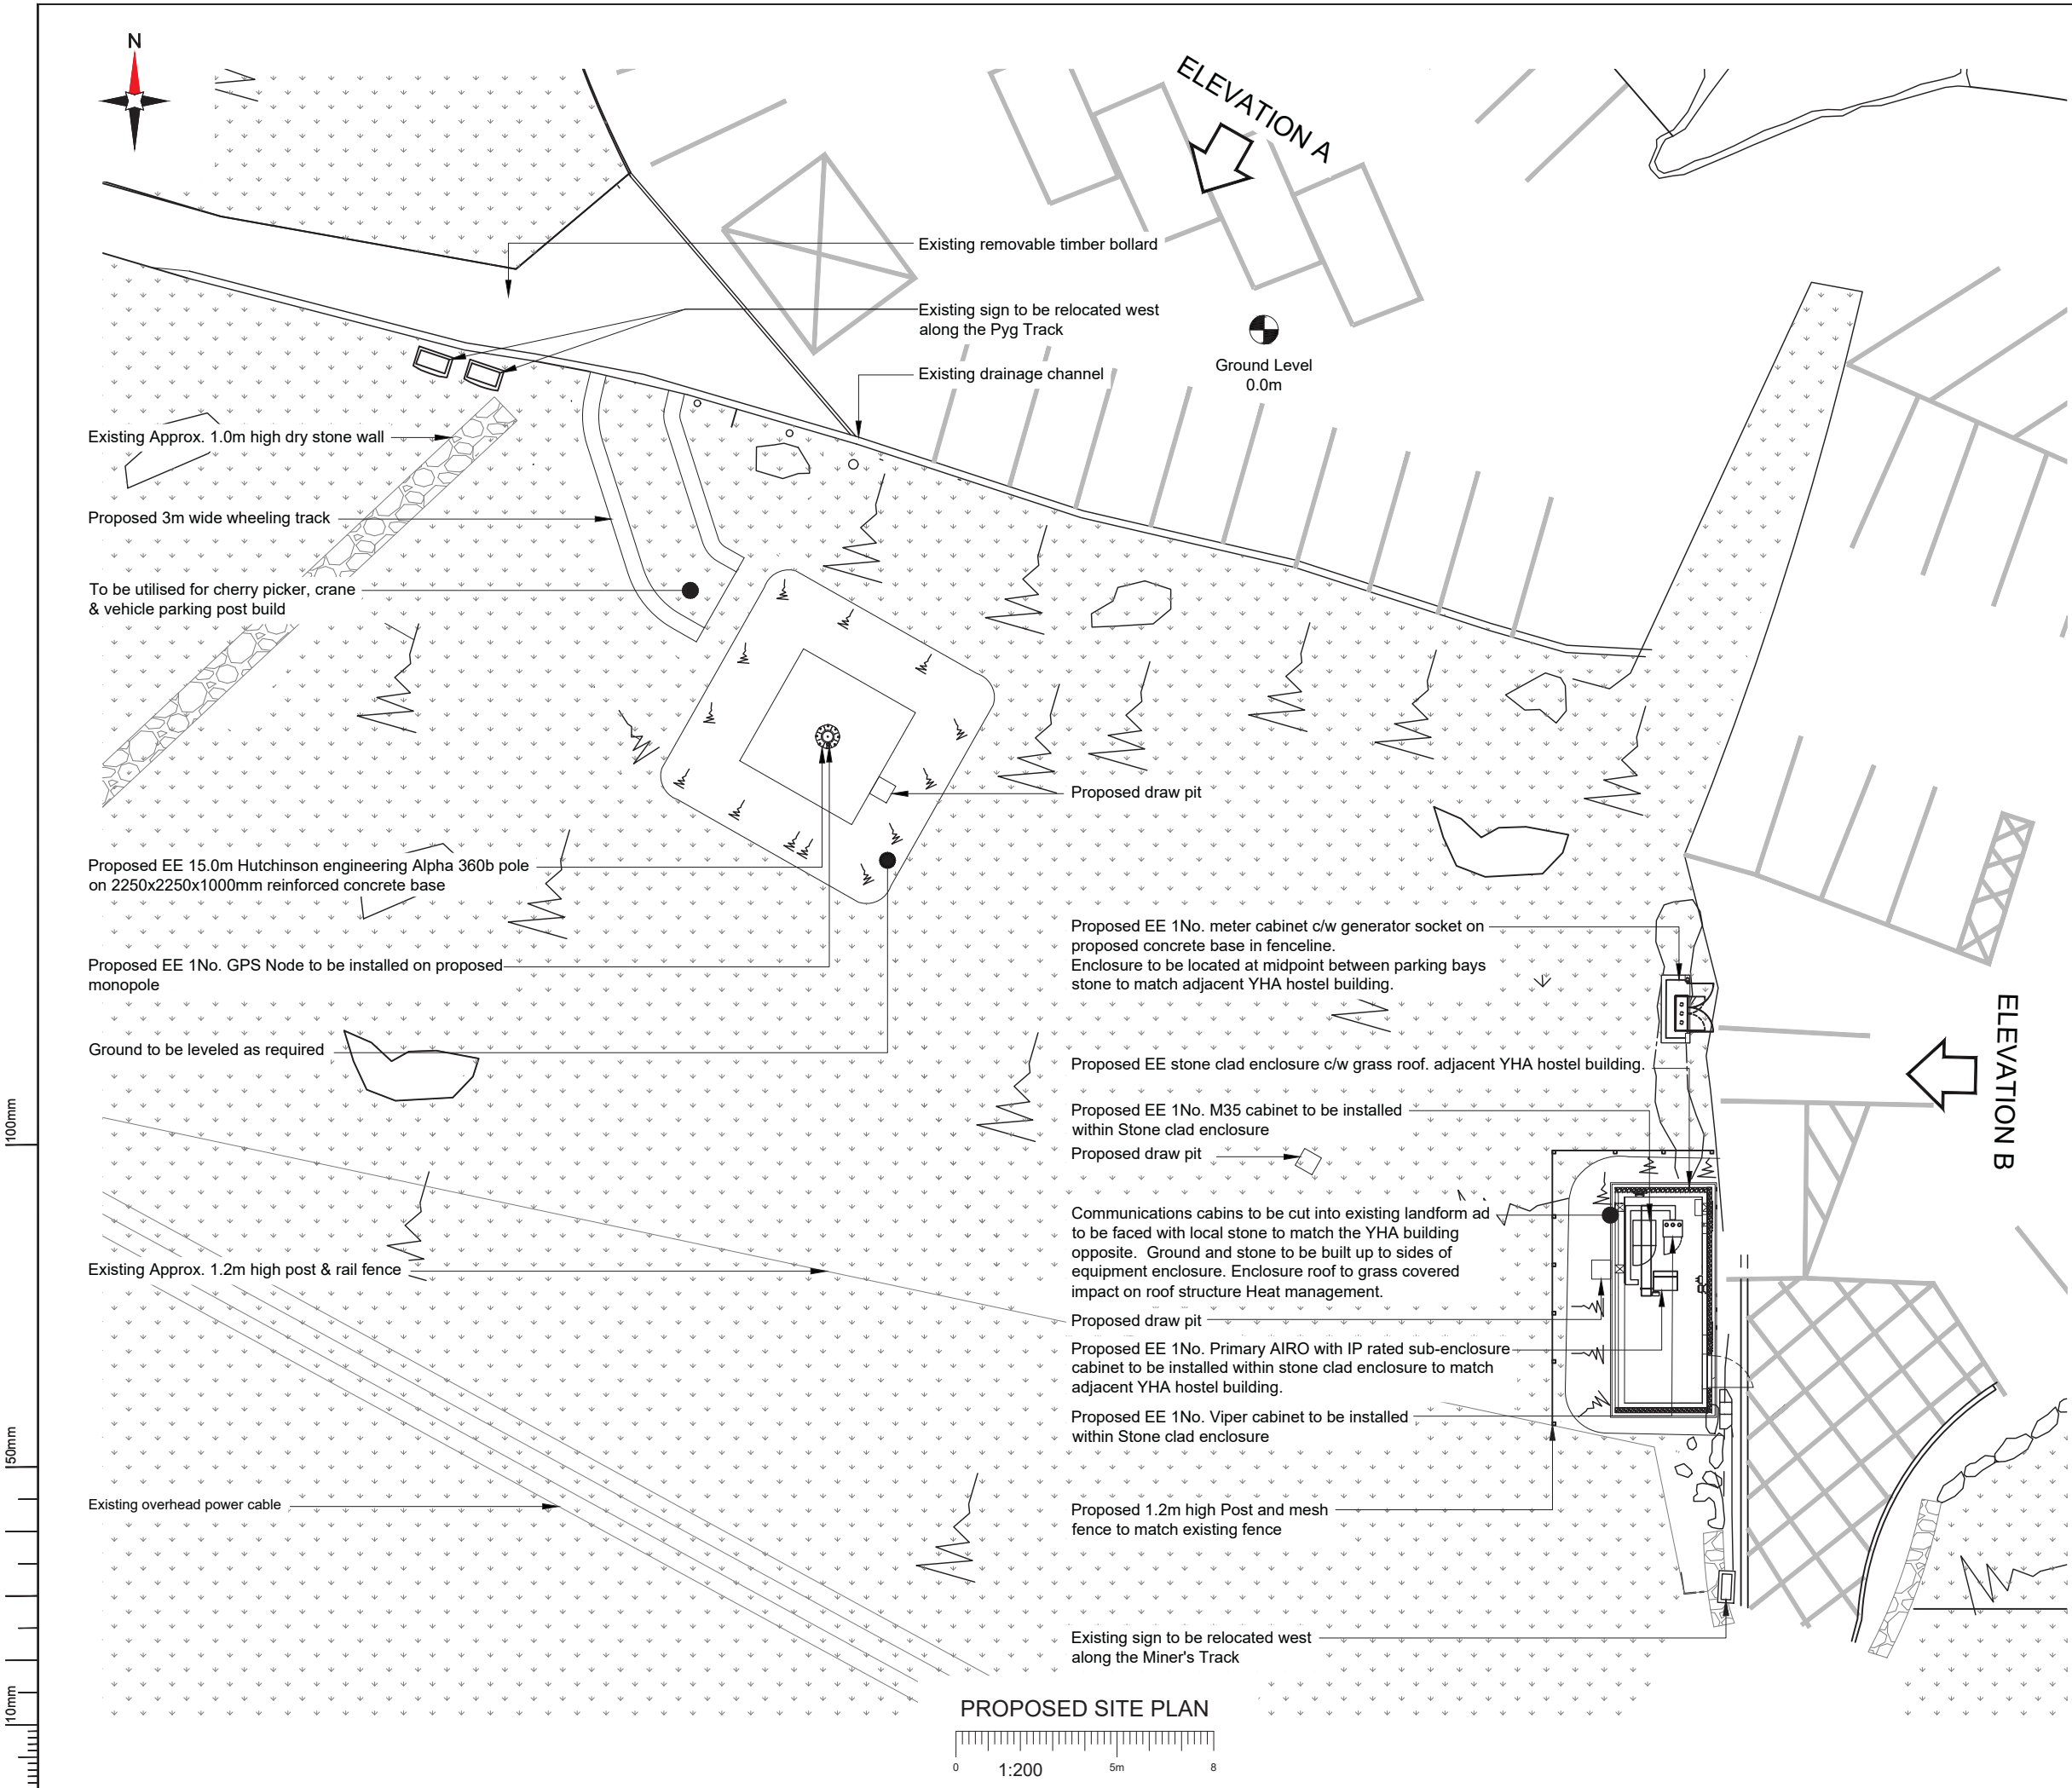 N
ELEVATION A
Existing removable timber bollard
Existing sign to be relocated west
along the Pyg Track
Ground Level
0.0m
Existing drainage channel
Existing Approx. 1.0m high dry stone wall
Proposed 3m wide wheeling track
To be utilised for cherry picker, crane
& vehicle parking post build
Proposed draw pit
Proposed EE 15.0m Hutchinson engineering Alpha 360b pole
on 2250x2250x1000mm reinforced concrete base
Proposed EE 1No. GPS Node to be installed on proposed
monopole
Ground to be leveled as required
Proposed EE 1No. meter cabinet c/w generator socket on
proposed concrete base in fenceline.
Enclosure to be located at midpoint between parking bays
stone to match adjacent YHA hostel building.
ELEVATION B
Proposed EE stone clad enclosure c/w grass roof. adjacent YHA hostel building.
Proposed EE 1No. M35 cabinet to be installed
within Stone clad enclosure
Proposed draw pit
Communications cabins to be cut into existing landform ad
to be faced with local stone to match the YHA building
opposite. Ground and stone to be built up to sides of
equipment enclosure. Enclosure roof to grass covered
impact on roof structure Heat management.
Existing Approx. 1.2m high post & rail fence
Proposed draw pit
Proposed EE 1No. Primary AIRO with IP rated sub-enclosure
cabinet to be installed within stone clad enclosure to match
adjacent YHA hostel building.
Proposed EE 1No. Viper cabinet to be installed
within Stone clad enclosure
Existing overhead power cable
Proposed 1.2m high Post and mesh
fence to match existing fence
Existing sign to be relocated west
along the Miner's Track
PROPOSED SITE PLAN
0
1:200
5m
8
100mm
50mm
10mm